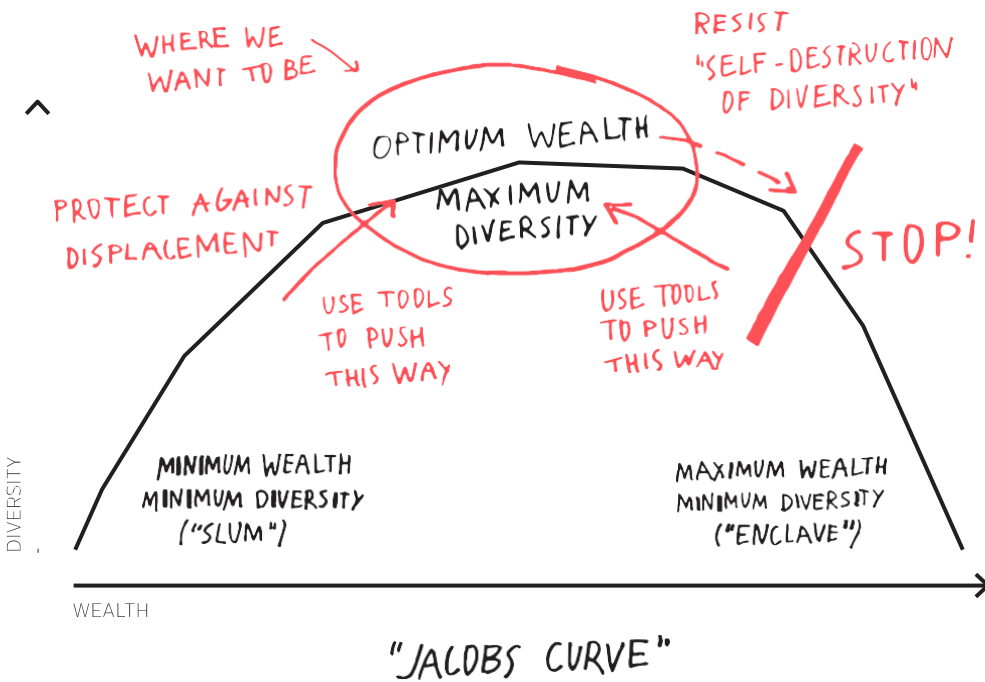 WHERE WE
WANT TO BE
RESIST
"SELF-DESTRUCTION
OF DIVERSITY"
OPTIMUM WEALTH
MAXIMUM
DIVERSITY
PROTECT AGAINST
DISPLACEMENT
STOP!
USE TOOLS
TO PUSH
THIS WAY
USE TOOLS
TO PUSH
THIS WAY
MINIMUM WEALTH
MINIMUM DIVERSITY
("SLUM")
MAXIMUM WEALTH
MINIMUM DIVERSITY
("ENCLAVE")
DIVERSITY
WEALTH
"JACOBS CURVE"